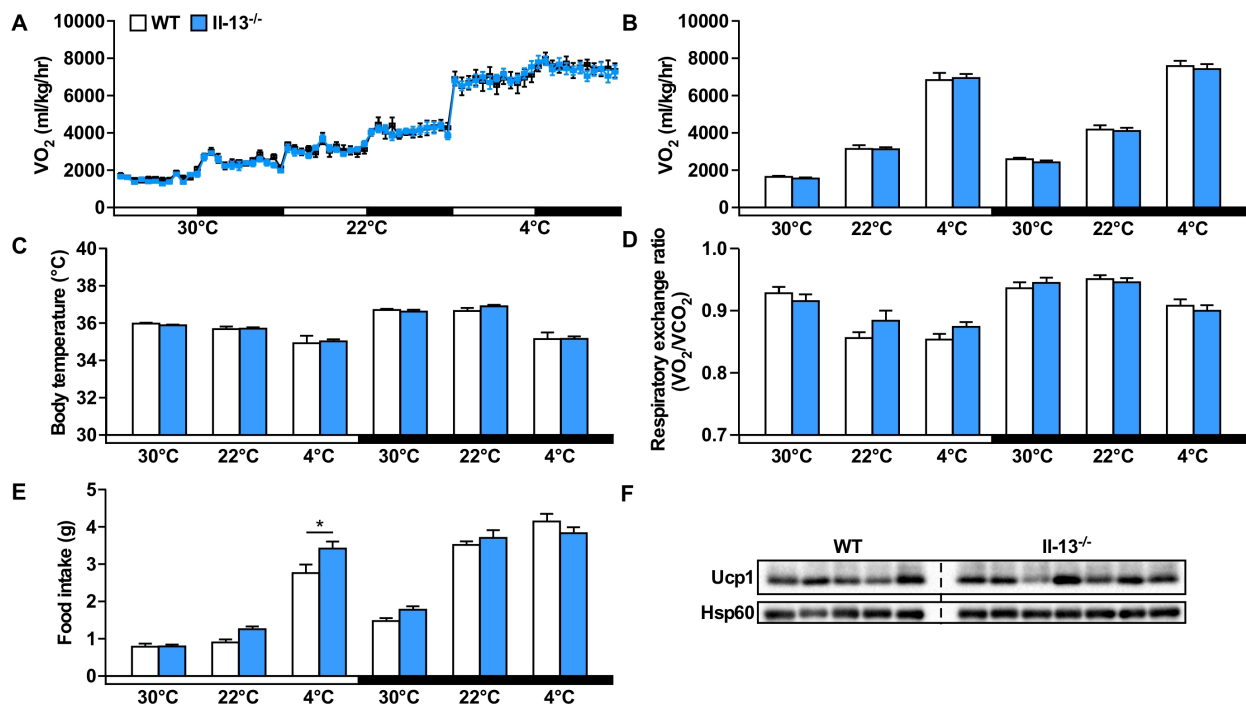 A
WT Il-13-/-
VO2 (ml/kg/hr)
10000
8000
6000
4000
2000
0
30°C 22°C 4°C
B
VO2 (ml/kg/hr)
10000
8000
6000
4000
2000
0
30°C 22°C 4°C 30°C 22°C 4°C
C
Body temperature (°C)
40
38
36
34
32
30
30°C 22°C 4°C 30°C 22°C 4°C
D
Respiratory exchange ratio
(VO2/VCO2)
1.0
0.9
0.8
0.7
30°C 22°C 4°C 30°C 22°C 4°C
E
Food intake (g)
5
4
3
2
1
0
*
30°C 22°C 4°C 30°C 22°C 4°C
F
WT Il-13-/-
Ucp1
Hsp60